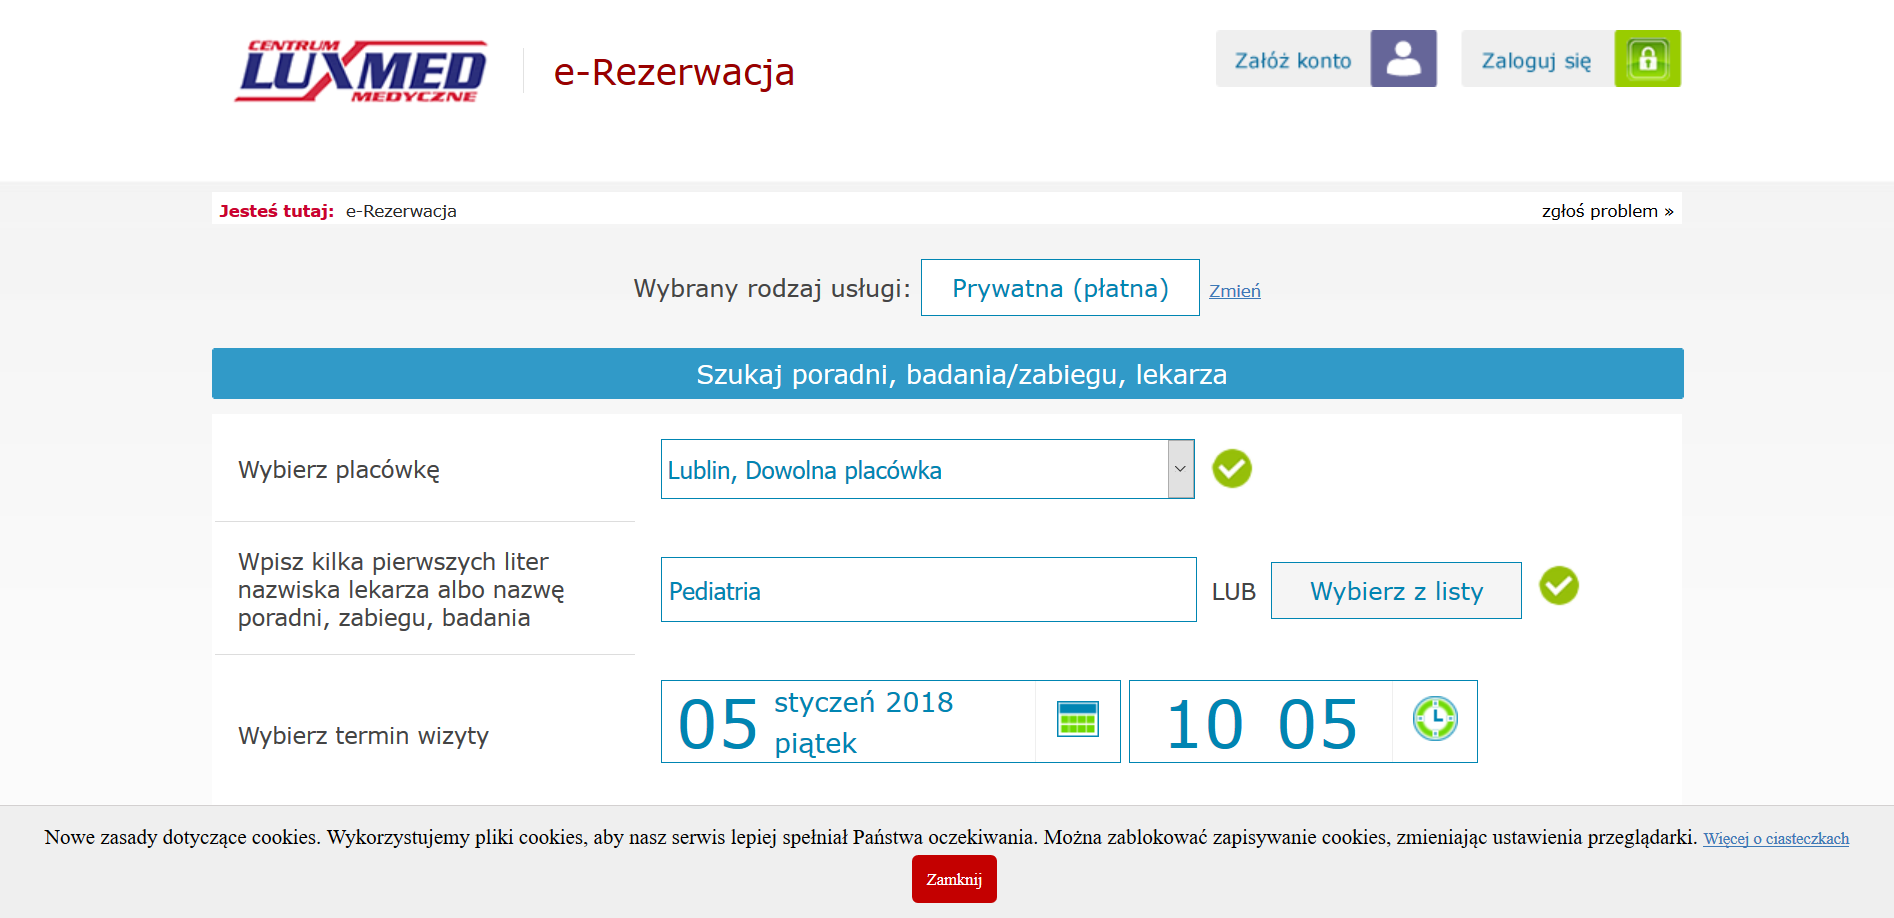 CENTRUM
LUXMED
MEDYCZNE
e-Rezerwacja
Załóż konto
Zaloguj się
Jesteś tutaj: e-Rezerwacja
zgłoś problem »
Wybrany rodzaj usługi: Prywatna (płatna) Zmień
Szukaj poradni, badania/zabiegu, lekarza
Wybierz placówkę
Lublin, Dowolna placówka
Wpisz kilka pierwszych liter
nazwiska lekarza albo nazwę
poradni, zabiegu, badania
Pediatria
LUB
Wybierz z listy
Wybierz termin wizyty
05 styczeń 2018
piątek
10 05
Nowe zasady dotyczące cookies. Wykorzystujemy pliki cookies, aby nasz serwis lepiej spełniał Państwa oczekiwania. Można zablokować zapisywanie cookies, zmieniając ustawienia przeglądarki. Więcej o ciasteczkach
Zamknij